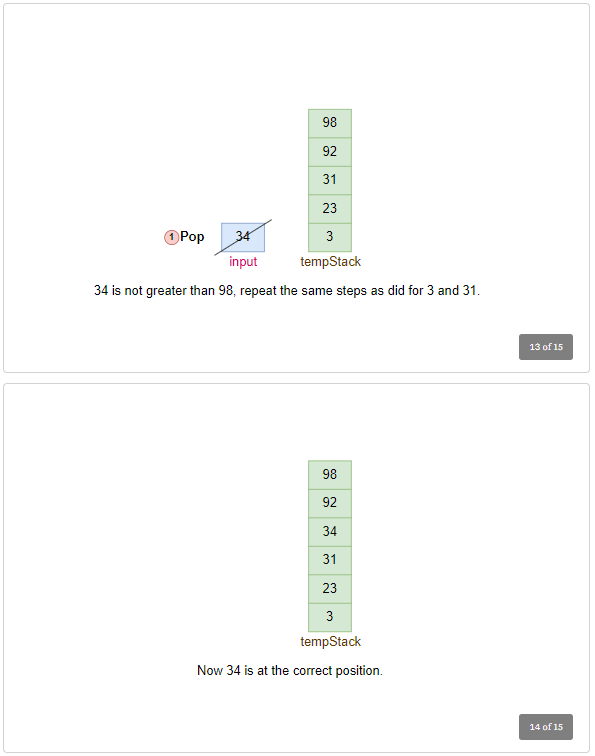 98
92
31
23
1 Pop 34 3
input tempStack
34 is not greater than 98, repeat the same steps as did for 3 and 31.
13 of 15
98
92
34
31
23
3
tempStack
Now 34 is at the correct position.
14 of 15